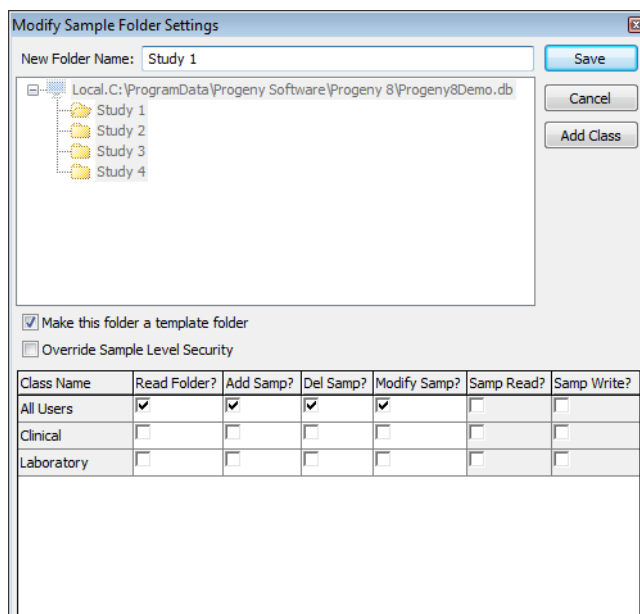 Modify Sample Folder Settings
New Folder Name: Study 1 Save
Local.C:\ProgramData\Progeny Software\Progeny 8\Progeny8Demo.db
Cancel
Study 1
Study 2
Add Class
Study 3
Study 4
Make this folder a template folder
Override Sample Level Security
Class Name Read Folder? Add Samp? Del Samp? Modify Samp? Samp Read? Samp Write?
All Users
Clinical
Laboratory